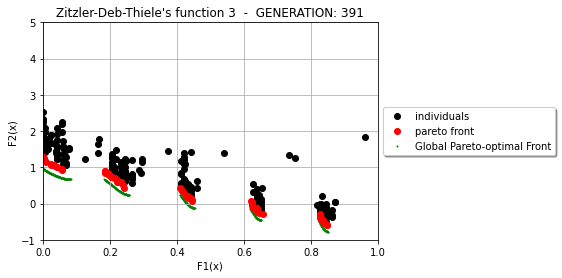 Zitzler-Deb-Thiele's function 3 - GENERATION: 391
5
4
3
2
1
0
−1
F2(x)
0.0 0.2 0.4 0.6 0.8 1.0
F1(x)
individuals
pareto front
Global Pareto-optimal Front